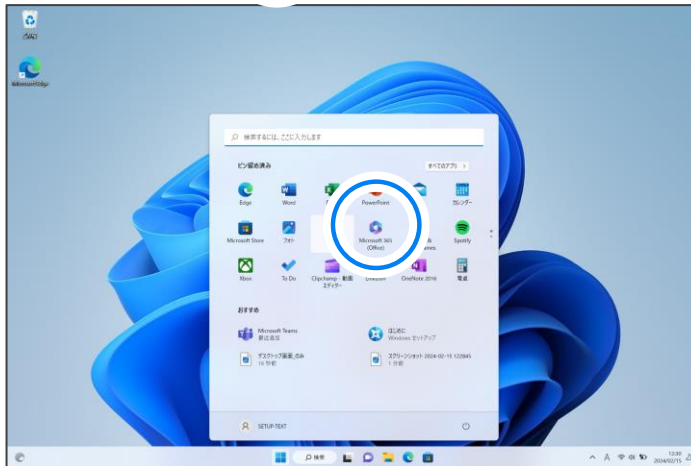 Microsoft Edge
検索するには、ここに入力します
ピン留め済み
すべてのアプリ >
Edge
Word
PowerPoint
カレンダー
Microsoft Store
フォト
Microsoft 365
(Office)
Spotify
Xbox
To Do
Clipchamp - 動画
エディター
LinkedIn
OneNote 2016
電卓
おすすめ
Microsoft Teams
最近追加
はじめに
Windows セットアップ
デスクトップ画面_のみ
スクリーンショット 2024-02-15 122845
1 分前
SETUP-TEXT
検索
A
12:30
2024/02/15